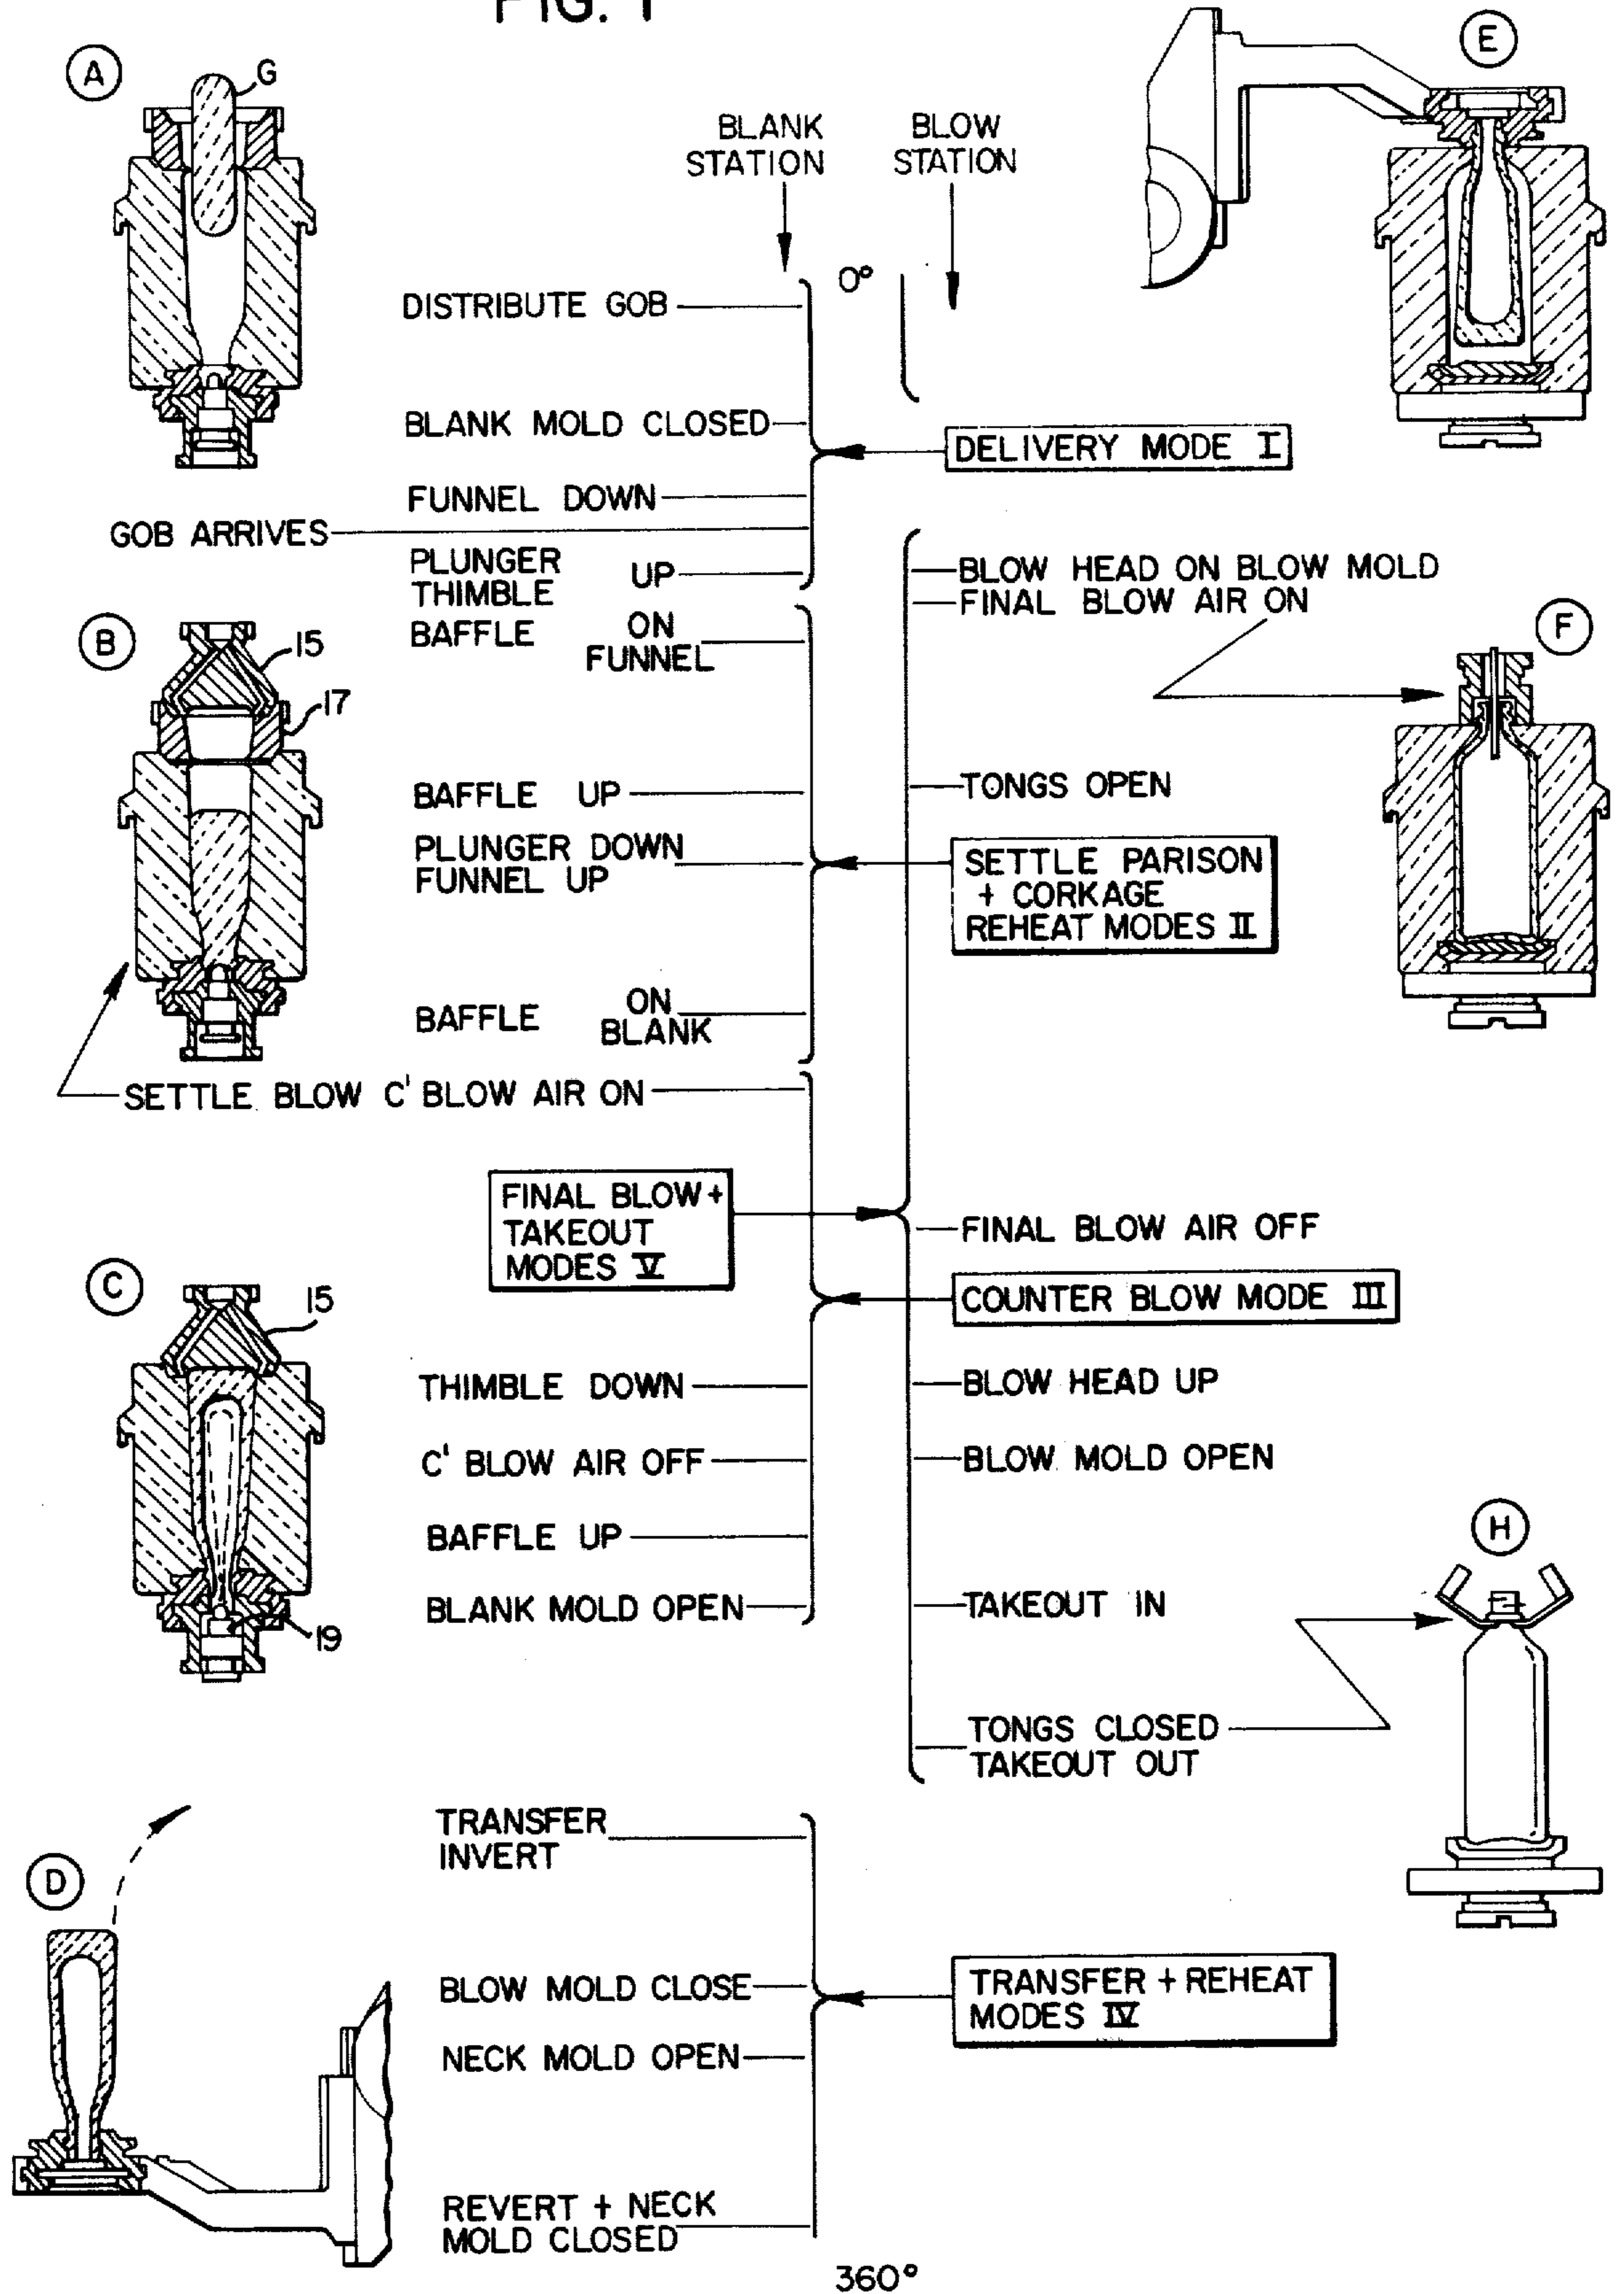 FIG. 1
A
G
E
BLANK
STATION
BLOW
STATION
0°
DISTRIBUTE GOB
BLANK MOLD CLOSED
DELIVERY MODE I
FUNNEL DOWN
GOB ARRIVES
PLUNGER
THIMBLE UP
BLOW HEAD ON BLOW MOLD
FINAL BLOW AIR ON
B
15
17
BAFFLE ON
FUNNEL
F
BAFFLE UP
TONGS OPEN
PLUNGER DOWN
FUNNEL UP
SETTLE PARISON
+ CORKAGE
REHEAT MODES II
BAFFLE ON
BLANK
SETTLE BLOW C' BLOW AIR ON
FINAL BLOW +
TAKEOUT
MODES V
FINAL BLOW AIR OFF
C
15
COUNTER BLOW MODE III
THIMBLE DOWN
BLOW HEAD UP
C' BLOW AIR OFF
BLOW MOLD OPEN
BAFFLE UP
H
BLANK MOLD OPEN
TAKEOUT IN
19
TONGS CLOSED
TAKEOUT OUT
TRANSFER
INVERT
D
BLOW MOLD CLOSE
TRANSFER + REHEAT
MODES IV
NECK MOLD OPEN
REVERT + NECK
MOLD CLOSED
360°